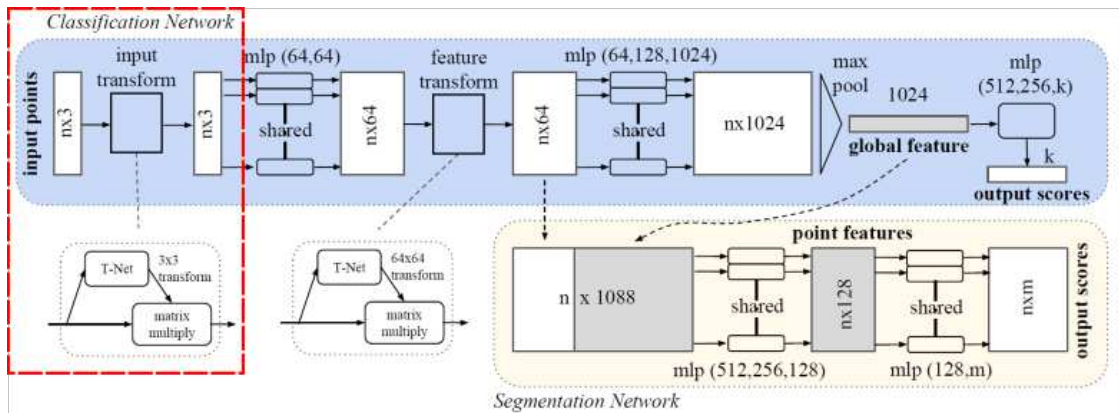 Classification Network
input points
nx3
input
transform
nx3
mlp (64,64)
shared
nx64
feature
transform
nx64
mlp (64,128,1024)
shared
nx1024
max
pool
1024
global feature
mlp
(512,256,k)
k
output scores
T-Net
3x3
transform
matrix
multiply
T-Net
64x64
transform
matrix
multiply
point features
n x 1088
shared
mlp (512,256,128)
nx128
shared
mlp (128,m)
nxm
output scores
Segmentation Network